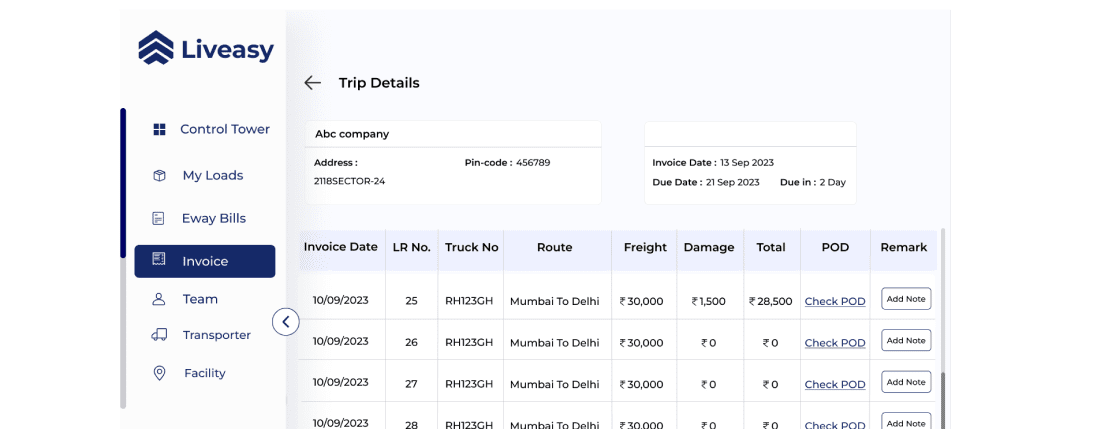 Liveasy
Control Tower
My Loads
Eway Bills
Invoice
Team
Transporter
Facility
Trip Details
Abc company
Address :
Pin-code : 456789
2118SECTOR-24
Invoice Date : 13 Sep 2023
Due Date : 21 Sep 2023 Due in : 2 Day
Invoice Date LR No. Truck No Route Freight Damage Total POD Remark
10/09/2023 25 RH123GH Mumbai To Delhi ₹30,000 ₹1,500 ₹28,500 Check POD Add Note
10/09/2023 26 RH123GH Mumbai To Delhi ₹30,000 ₹0 ₹0 Check POD Add Note
10/09/2023 27 RH123GH Mumbai To Delhi ₹30,000 ₹0 ₹0 Check POD Add Note
10/09/2023 28 RH123GH Mumbai To Delhi ₹30,000 ₹0 ₹0 Check POD Add Note